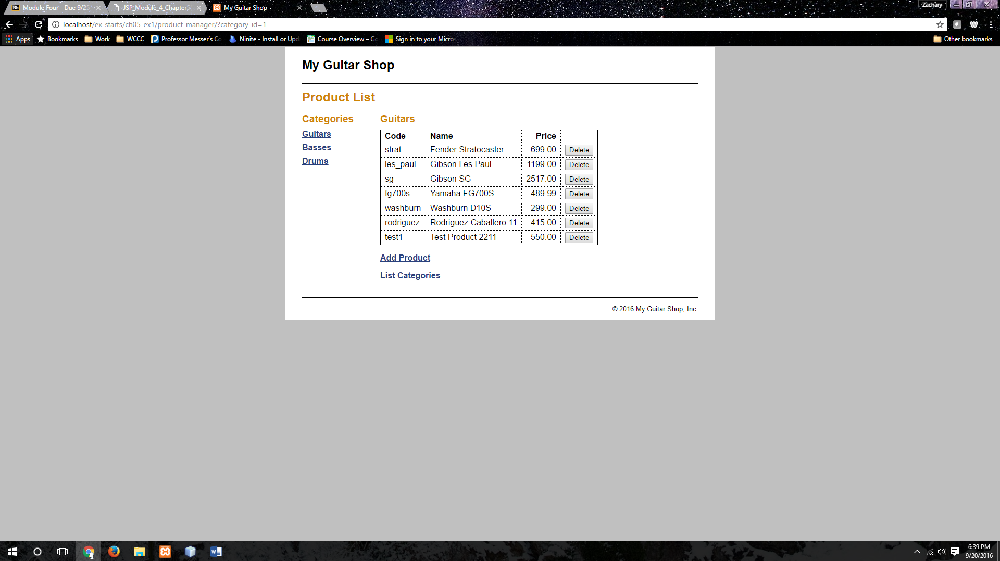 Module Four - Due 9/25
JSP_Module_4_Chapter5
My Guitar Shop
Zachary
localhost/ex_starts/ch05_ex1/product_manager/?category_id=1
Apps Bookmarks Work WCCC Professor Messer's Co Ninite - Install or Upd Course Overview – Go Sign in to your Micros Other bookmarks
My Guitar Shop
Product List
Categories
Guitars
Basses
Drums
Guitars
Code Name Price
strat Fender Stratocaster 699.00 Delete
les_paul Gibson Les Paul 1199.00 Delete
sg Gibson SG 2517.00 Delete
fg700s Yamaha FG700S 489.99 Delete
washburn Washburn D10S 299.00 Delete
rodriguez Rodriguez Caballero 11 415.00 Delete
test1 Test Product 2211 550.00 Delete
Add Product
List Categories
© 2016 My Guitar Shop, Inc.
6:39 PM
9/20/2016